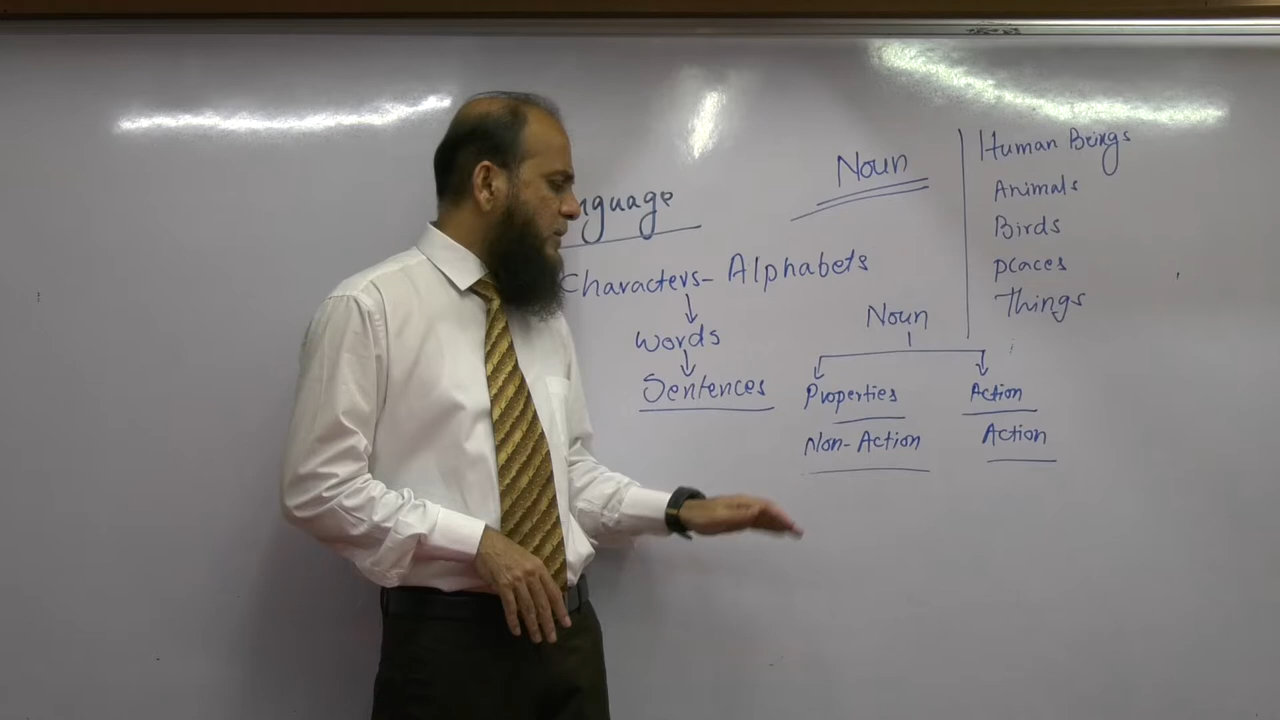 nguage
Characters - Alphabets
Words
Sentences
Noun
Human Beings
Animals
Birds
places
Things
Noun
Properties
Action
Non-Action
Action